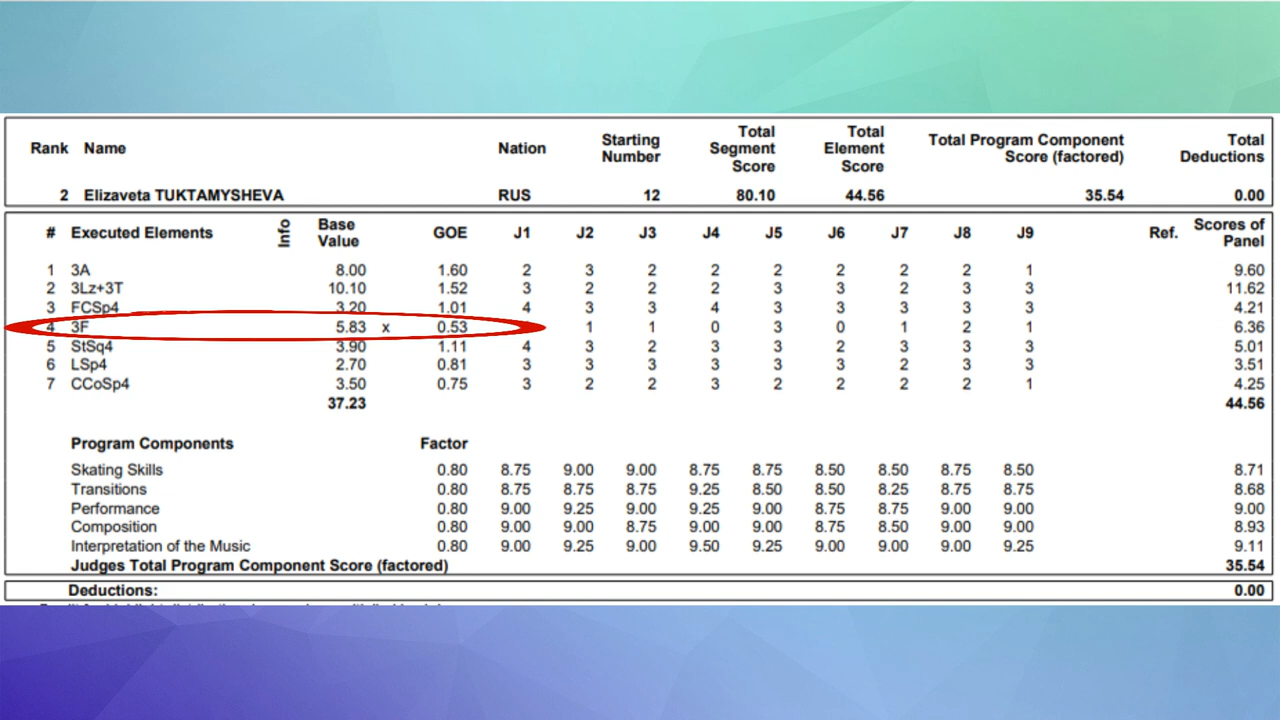 Rank Name Nation Starting Number Total Segment Score Total Element Score Total Program Component Score (factored) Total Deductions
2 Elizaveta TUKTAMYSHEVA RUS 12 80.10 44.56 35.54 0.00
# Executed Elements Info Base Value GOE J1 J2 J3 J4 J5 J6 J7 J8 J9 Ref. Scores of Panel
1 3A 8.00 1.60 2 3 2 2 2 2 2 2 1 9.60
2 3Lz+3T 10.10 1.52 3 2 2 2 3 3 2 3 3 11.62
3 FCSp4 3.20 1.01 4 3 3 4 3 3 3 3 3 4.21
4 3F 5.83 x 0.53 1 1 0 3 0 1 2 1 6.36
5 StSq4 3.90 1.11 4 3 2 3 3 2 3 3 3 5.01
6 LSp4 2.70 0.81 3 3 3 3 3 3 2 3 3 3.51
7 CCoSp4 3.50 0.75 3 2 2 3 2 2 2 2 1 4.25
37.23 44.56
Program Components Factor
Skating Skills 0.80 8.75 9.00 9.00 8.75 8.75 8.50 8.50 8.75 8.50 8.71
Transitions 0.80 8.75 8.75 8.75 9.25 8.50 8.50 8.25 8.75 8.75 8.68
Performance 0.80 9.00 9.25 9.00 9.25 9.00 8.75 8.75 9.00 9.00 9.00
Composition 0.80 9.00 9.00 8.75 9.00 9.00 8.75 8.50 9.00 9.00 8.93
Interpretation of the Music 0.80 9.00 9.25 9.00 9.50 9.25 9.00 9.00 9.00 9.25 9.11
Judges Total Program Component Score (factored) 35.54
Deductions: 0.00